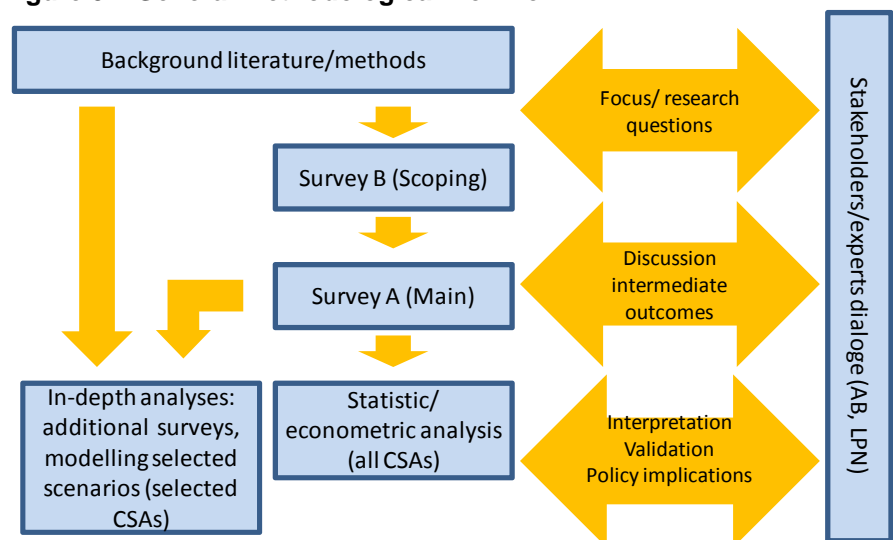 Background literature/methods
Focus/ research
questions
Survey B (Scoping)
Discussion
intermediate
outcomes
Survey A (Main)
In-depth analyses:
additional surveys,
modelling selected
scenarios (selected
CSAs)
Statistic/
econometric analysis
(all CSAs)
Interpretation
Validation
Policy implications
Stakeholders/experts dialoge (AB, LPN)